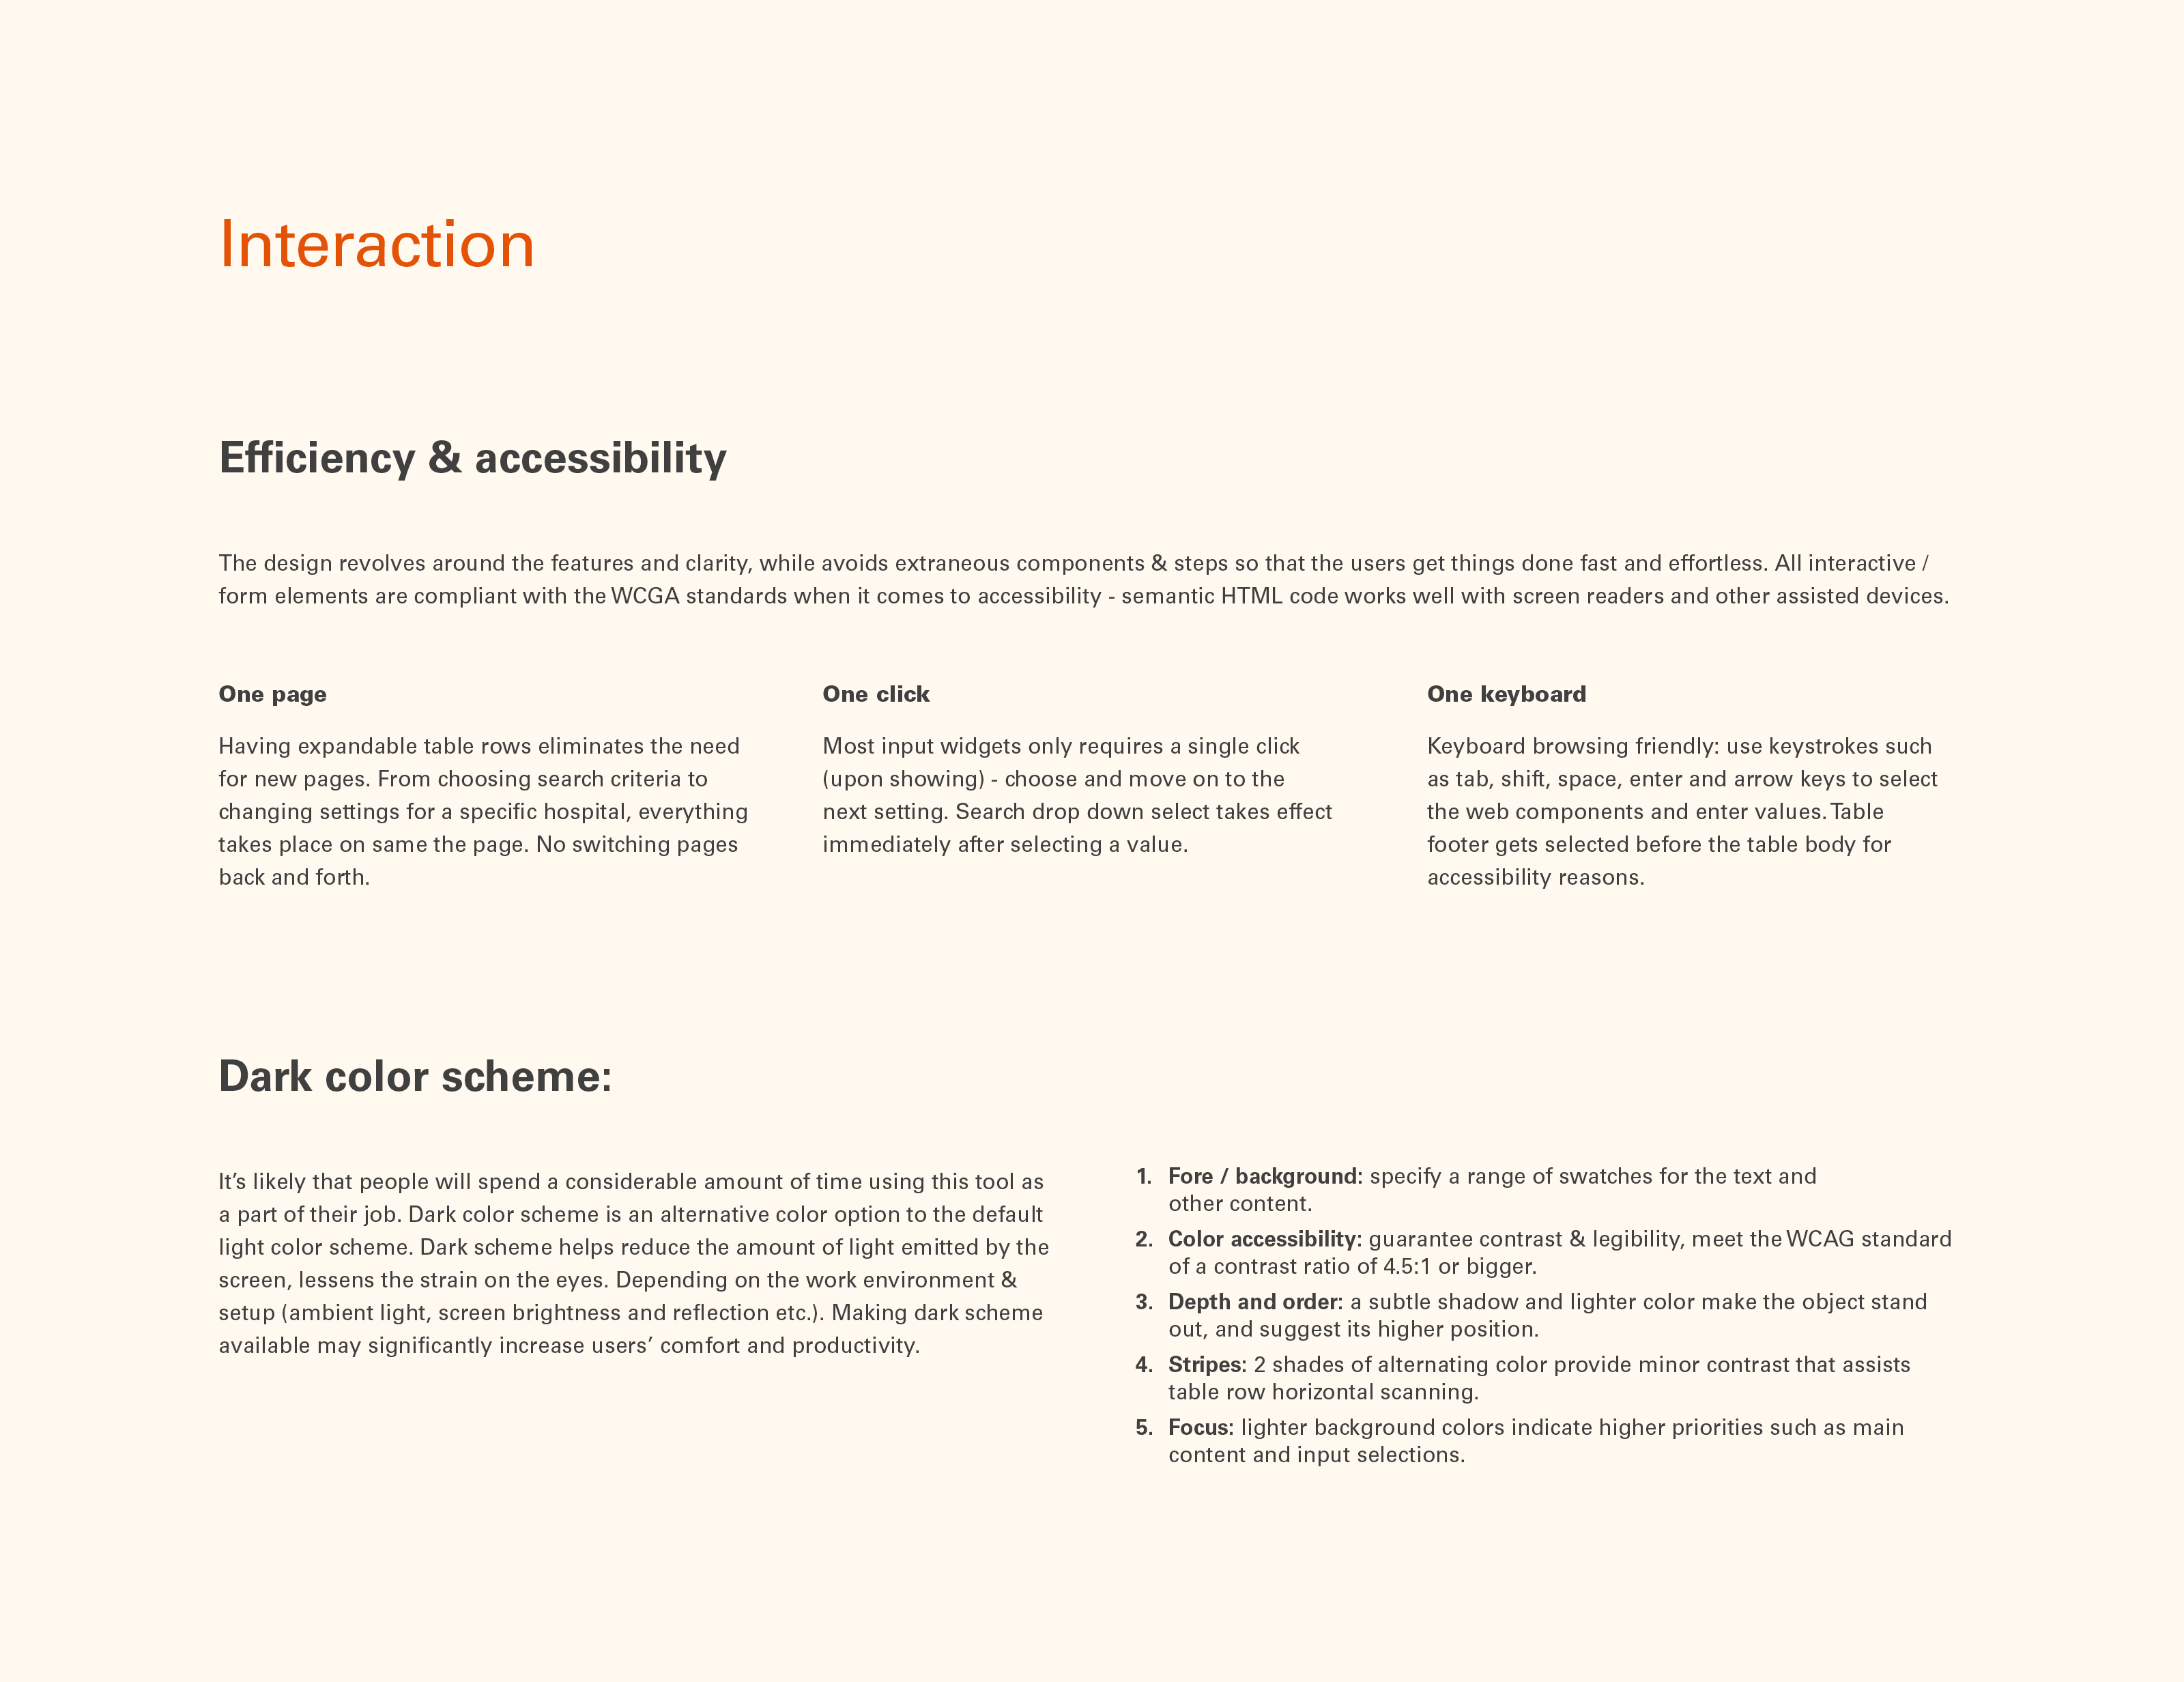 Interaction
Efficiency & accessibility
The design revolves around the features and clarity, while avoids extraneous components & steps so that the users get things done fast and effortless. All interactive /
form elements are compliant with the WCGA standards when it comes to accessibility - semantic HTML code works well with screen readers and other assisted devices.
One page
Having expandable table rows eliminates the need
for new pages. From choosing search criteria to
changing settings for a specific hospital, everything
takes place on same the page. No switching pages
back and forth.
One click
Most input widgets only requires a single click
(upon showing) - choose and move on to the
next setting. Search drop down select takes effect
immediately after selecting a value.
One keyboard
Keyboard browsing friendly: use keystrokes such
as tab, shift, space, enter and arrow keys to select
the web components and enter values. Table
footer gets selected before the table body for
accessibility reasons.
Dark color scheme:
It’s likely that people will spend a considerable amount of time using this tool as
a part of their job. Dark color scheme is an alternative color option to the default
light color scheme. Dark scheme helps reduce the amount of light emitted by the
screen, lessens the strain on the eyes. Depending on the work environment &
setup (ambient light, screen brightness and reflection etc.). Making dark scheme
available may significantly increase users’ comfort and productivity.
1. Fore / background: specify a range of swatches for the text and
other content.
2. Color accessibility: guarantee contrast & legibility, meet the WCAG standard
of a contrast ratio of 4.5:1 or bigger.
3. Depth and order: a subtle shadow and lighter color make the object stand
out, and suggest its higher position.
4. Stripes: 2 shades of alternating color provide minor contrast that assists
table row horizontal scanning.
5. Focus: lighter background colors indicate higher priorities such as main
content and input selections.